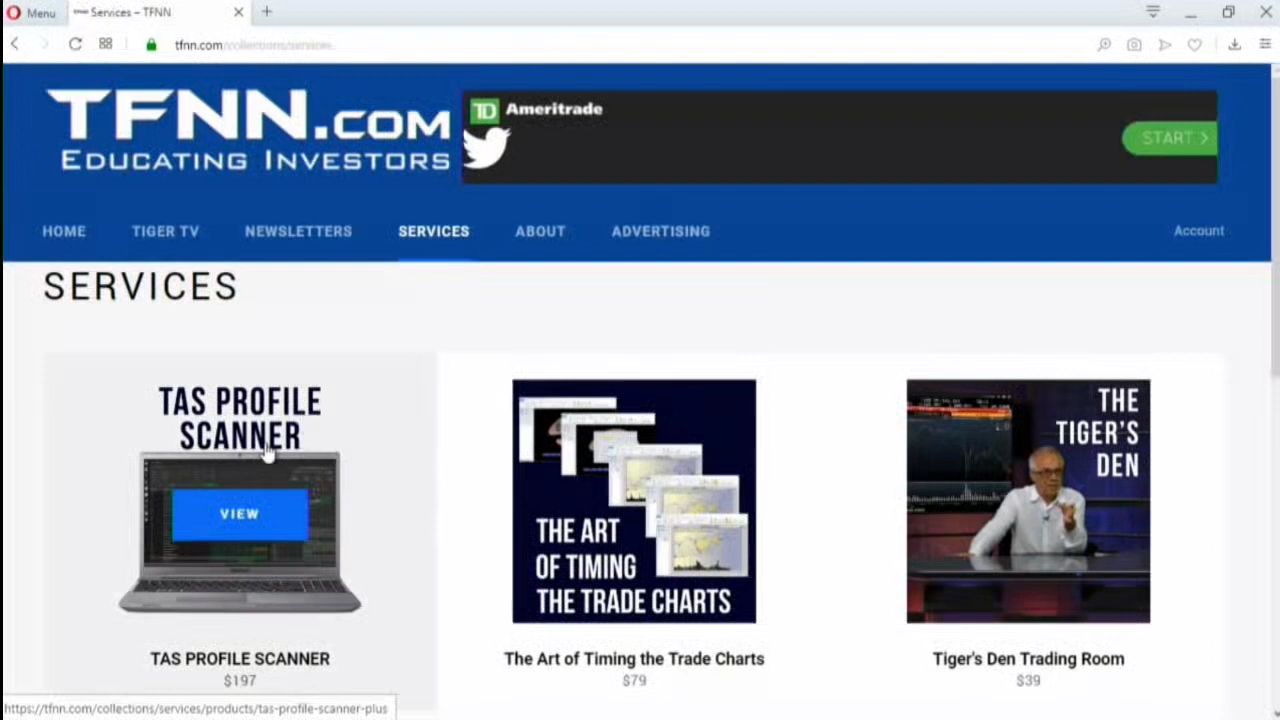 Menu
Services – TFNN
tfnn.com/collections/services
TFNN.COM
EDUCATING INVESTORS
TD Ameritrade
START >
HOME
TIGER TV
NEWSLETTERS
SERVICES
ABOUT
ADVERTISING
Account
SERVICES
TAS PROFILE
SCANNER
VIEW
THE ART
OF TIMING
THE TRADE CHARTS
THE
TIGER'S
DEN
TAS PROFILE SCANNER
$197
The Art of Timing the Trade Charts
$79
Tiger's Den Trading Room
$39
https://tfnn.com/collections/services/products/tas-profile-scanner-plus